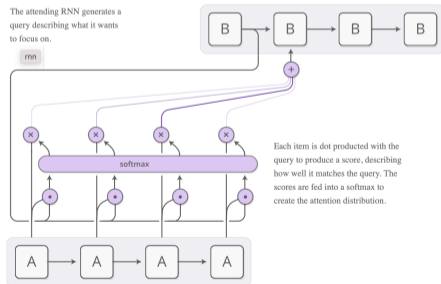 The attending RNN generates a
query describing what it wants
to focus on.
rnn
B B B B
+
× × × ×
softmax
Each item is dot producted with the
query to produce a score, describing
how well it matches the query. The
scores are fed into a softmax to
create the attention distribution.
A A A A